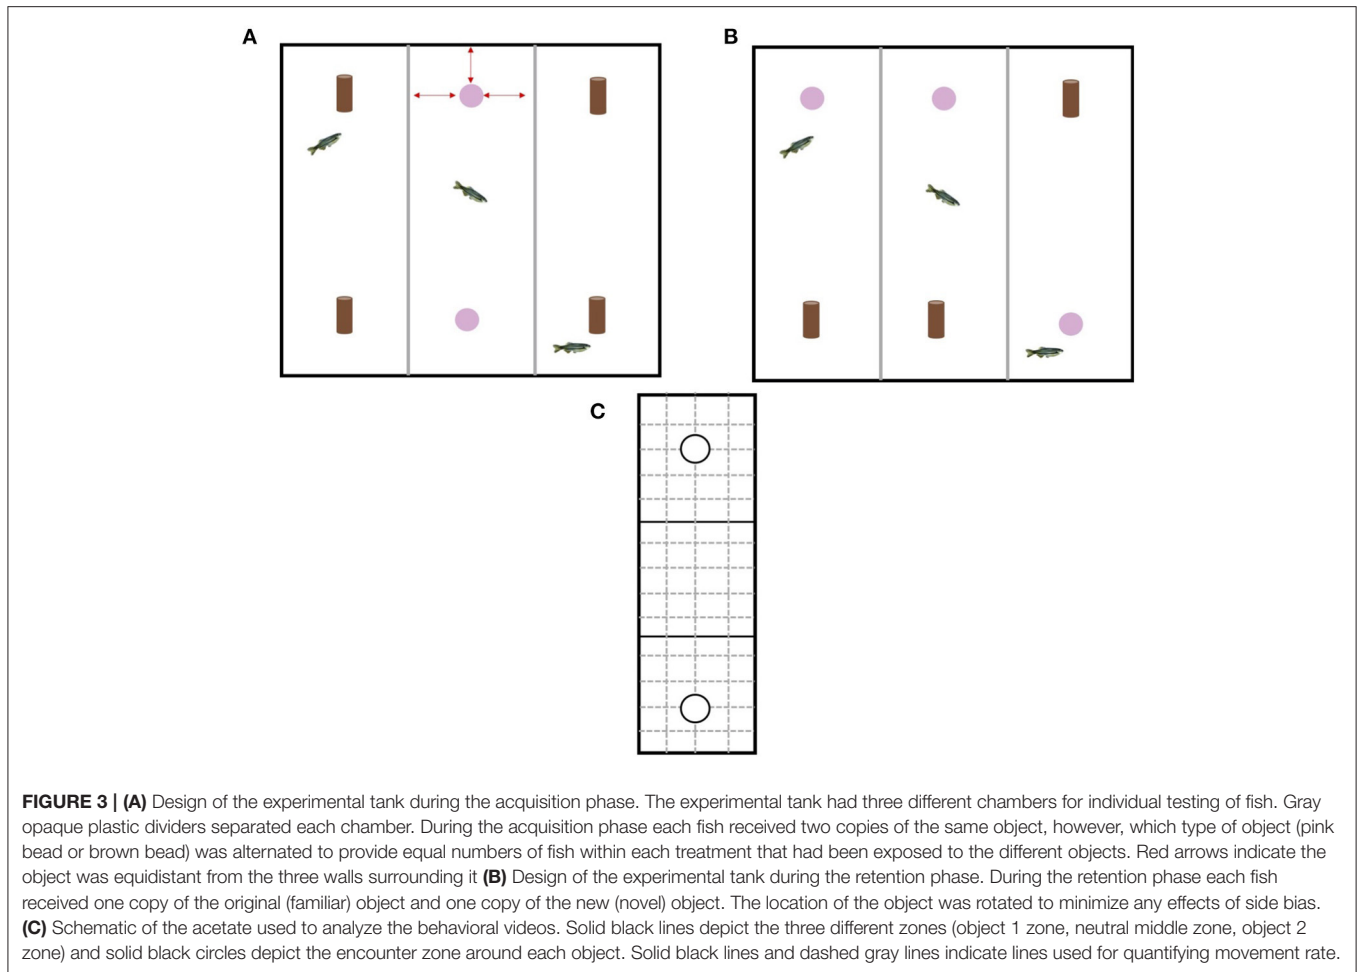 A
B
C
FIGURE 3 | (A) Design of the experimental tank during the acquisition phase. The experimental tank had three different chambers for individual testing of fish. Gray
opaque plastic dividers separated each chamber. During the acquisition phase each fish received two copies of the same object, however, which type of object (pink
bead or brown bead) was alternated to provide equal numbers of fish within each treatment that had been exposed to the different objects. Red arrows indicate the
object was equidistant from the three walls surrounding it (B) Design of the experimental tank during the retention phase. During the retention phase each fish
received one copy of the original (familiar) object and one copy of the new (novel) object. The location of the object was rotated to minimize any effects of side bias.
(C) Schematic of the acetate used to analyze the behavioral videos. Solid black lines depict the three different zones (object 1 zone, neutral middle zone, object 2
zone) and solid black circles depict the encounter zone around each object. Solid black lines and dashed gray lines indicate lines used for quantifying movement rate.